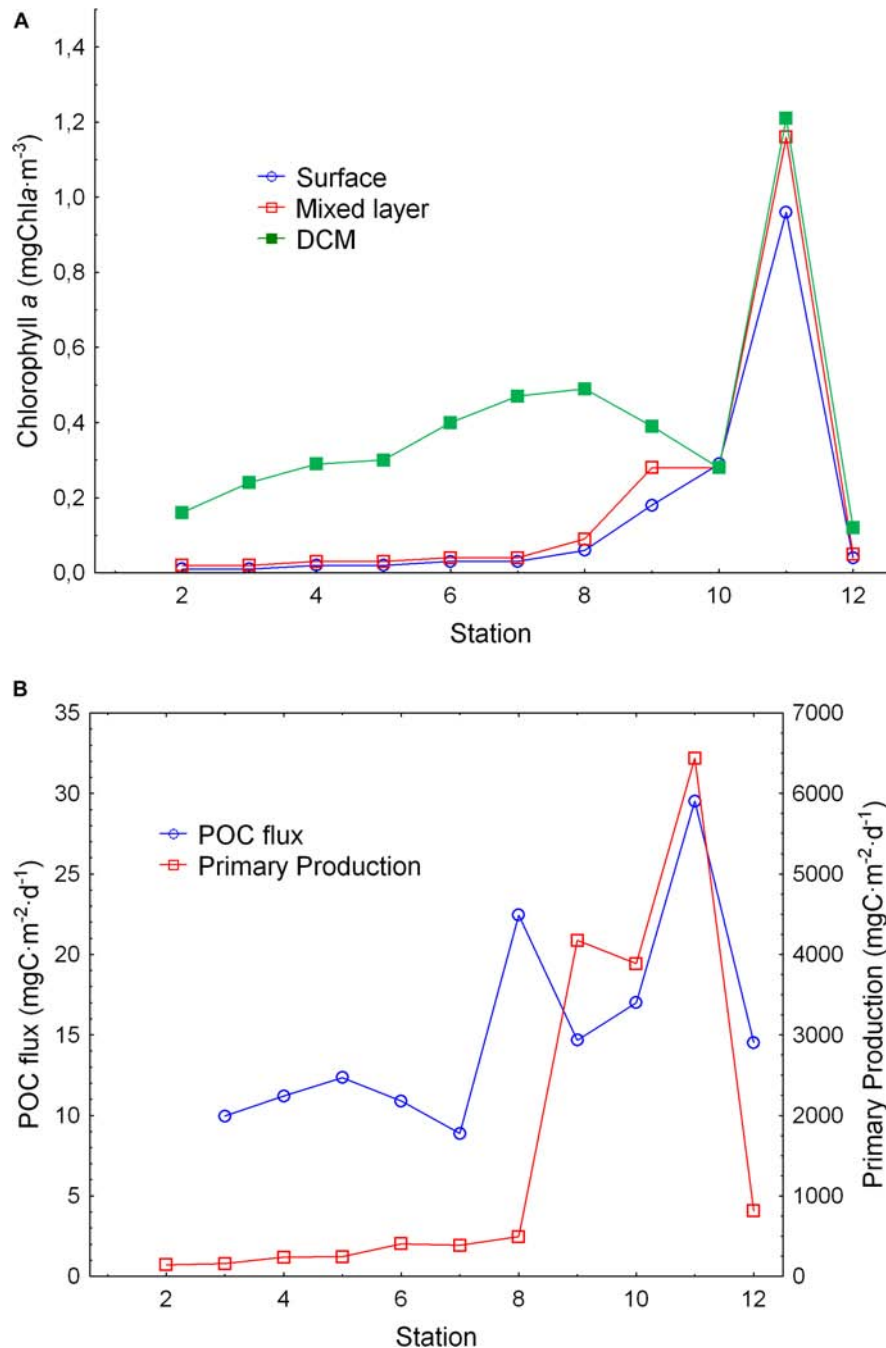 A
1,4
1,2
1,0
0,8
0,6
0,4
0,2
0,0
Chlorophyll a (mgChla·m⁻³)
Surface
Mixed layer
DCM
2 4 6 8 10 12
Station
B
35
30
25
20
15
10
5
0
POC flux (mgC·m⁻²·d⁻¹)
POC flux
Primary Production
7000
6000
5000
4000
3000
2000
1000
0
Primary Production (mgC·m⁻²·d⁻¹)
2 4 6 8 10 12
Station